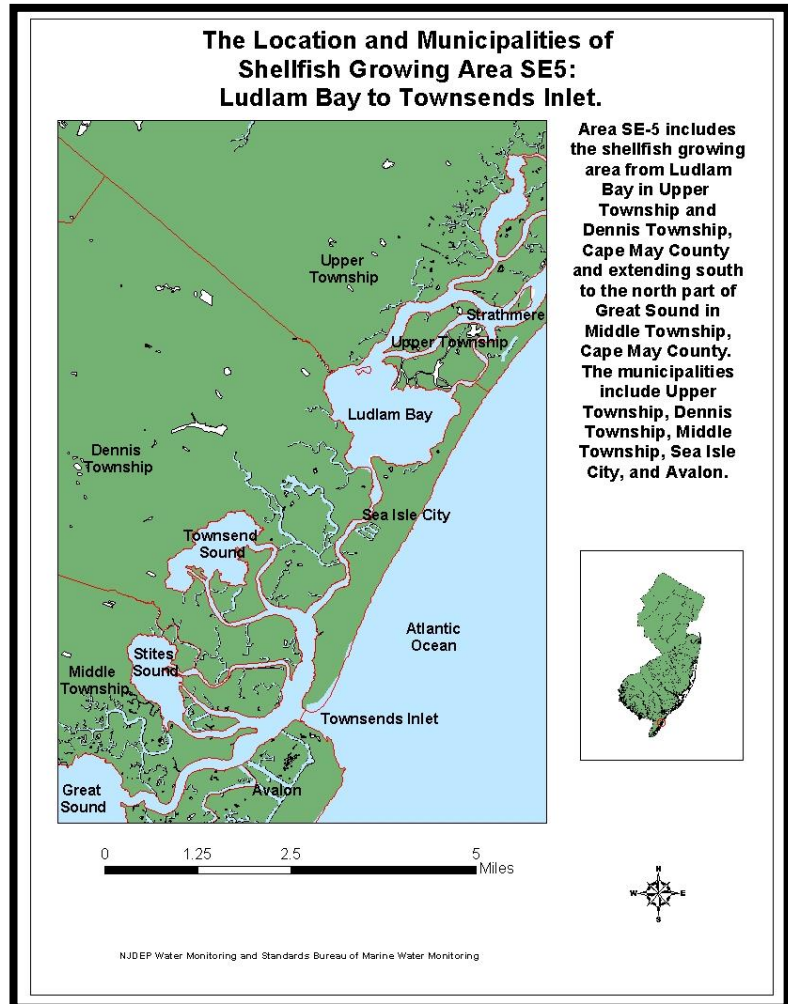 The Location and Municipalities of
Shellfish Growing Area SE5:
Ludlam Bay to Townsends Inlet.
Area SE-5 includes
the shellfish growing
area from Ludlam
Bay in Upper
Township and
Dennis Township,
Cape May County
and extending south
to the north part of
Great Sound in
Middle Township,
Cape May County.
The municipalities
include Upper
Township, Dennis
Township, Middle
Township, Sea Isle
City, and Avalon.
Upper
Township
Strathmere
Upper Township
Ludlam Bay
Dennis
Township
Sea Isle City
Townsend
Sound
Atlantic
Ocean
Stites
Sound
Middle
Township
Townsends Inlet
Great
Sound
Avalon
0 1.25 2.5 5
Miles
N
W E
S
NJDEP Water Monitoring and Standards Bureau of Marine Water Monitoring